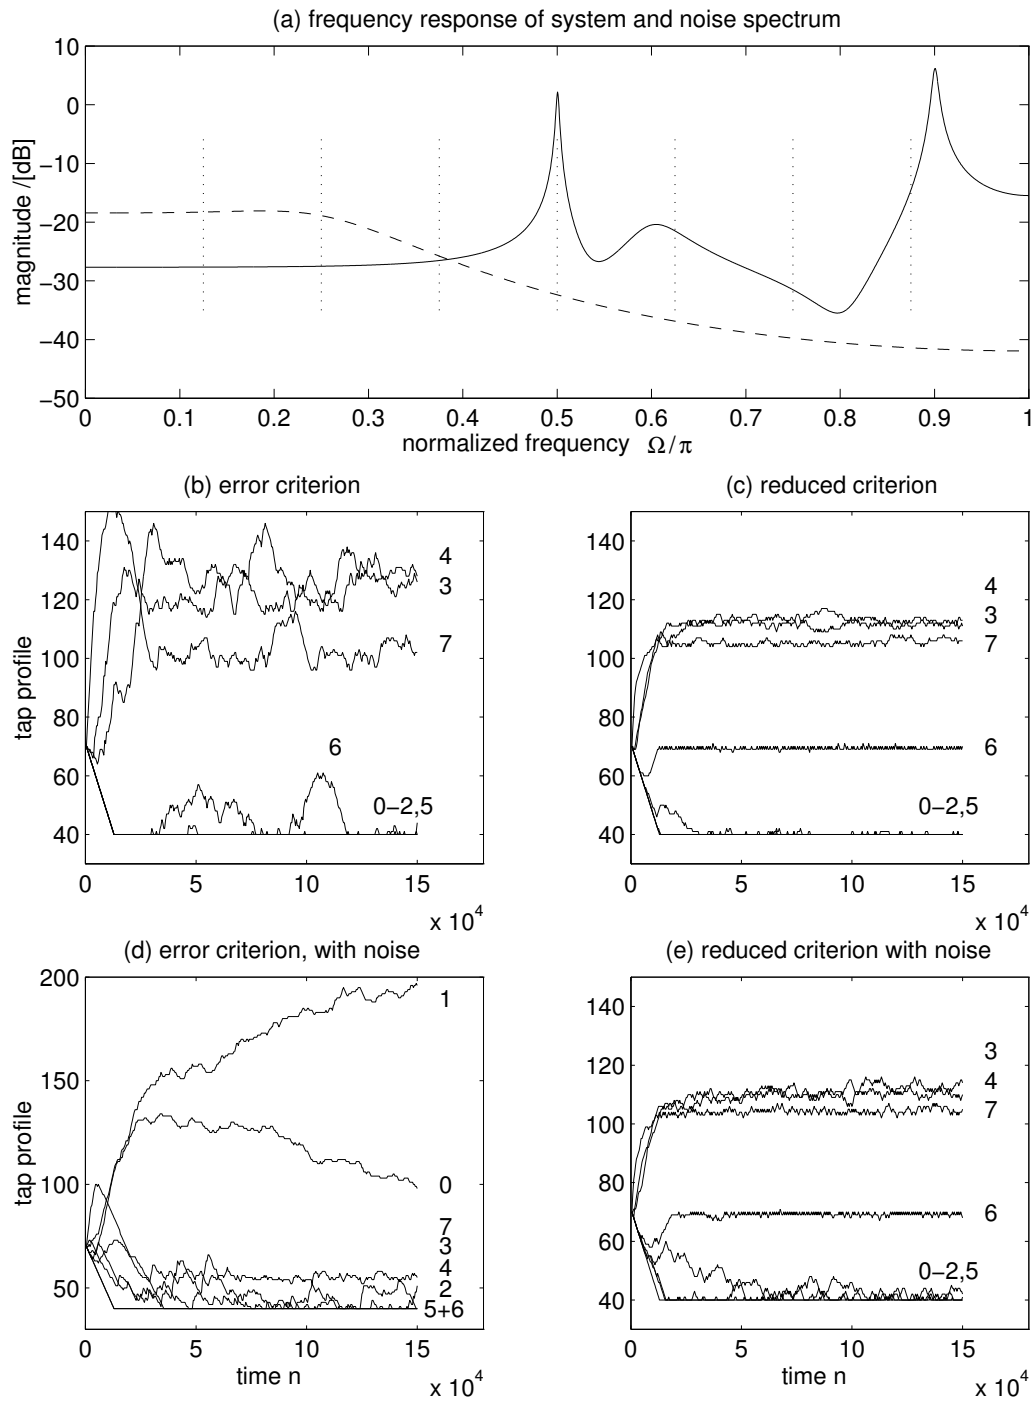 (a) frequency response of system and noise spectrum
magnitude /[dB]
10
0
−10
−20
−30
−40
−50
0 0.1 0.2 0.3 0.4 0.5 0.6 0.7 0.8 0.9 1
normalized frequency Ω/π
(b) error criterion
tap profile
140
120
100
80
60
40
4
3
7
6
0−2,5
0 5 10 15
x 10^4
(c) reduced criterion
140
120
100
80
60
40
4
3
7
6
0−2,5
0 5 10 15
x 10^4
(d) error criterion, with noise
tap profile
200
150
100
50
1
0
7
3
4
2
5+6
0 5 10 15
time n
x 10^4
(e) reduced criterion with noise
140
120
100
80
60
40
3
4
7
6
0−2,5
0 5 10 15
time n
x 10^4